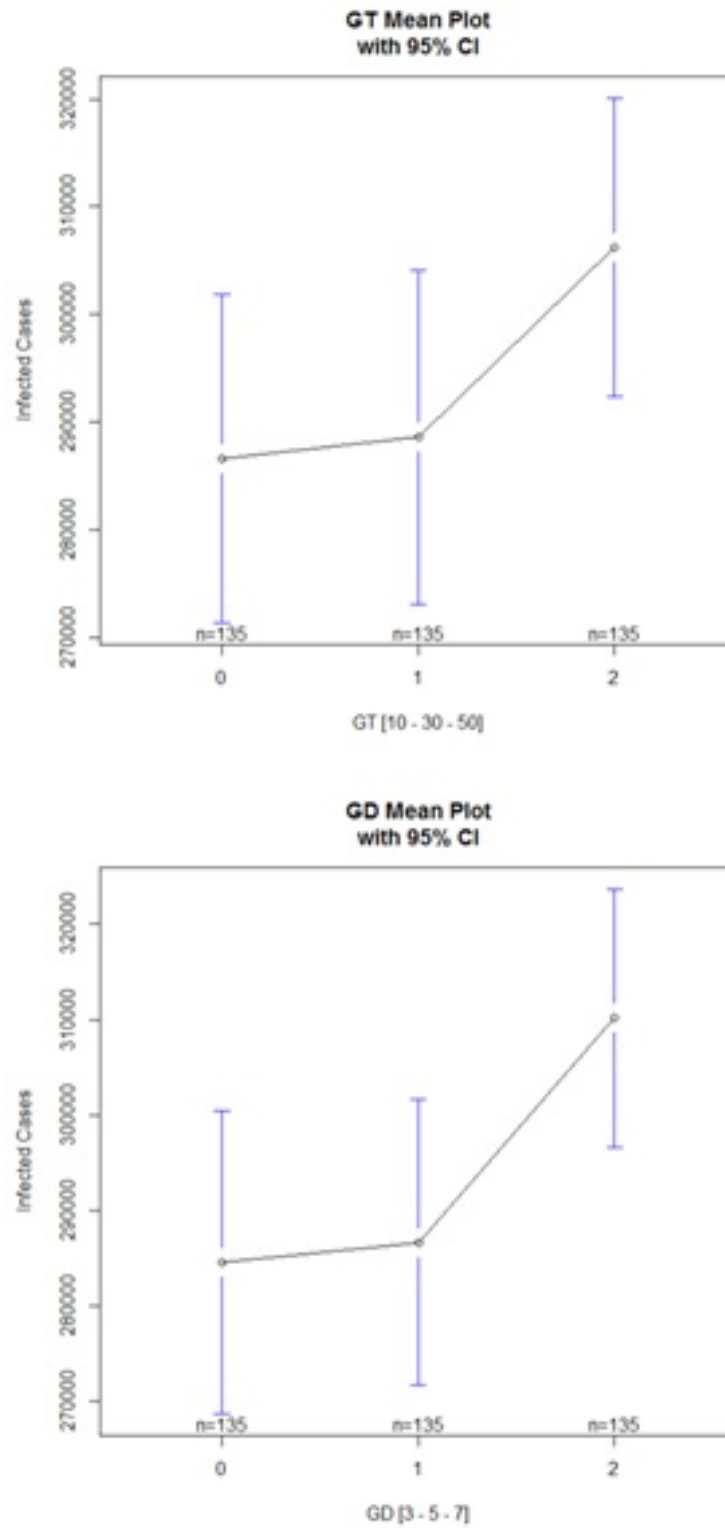 GT Mean Plot
with 95% CI
320000
310000
300000
290000
280000
270000
Infected Cases
n=135 n=135 n=135
0 1 2
GT [10 - 30 - 50]
GD Mean Plot
with 95% CI
320000
310000
300000
290000
280000
270000
Infected Cases
n=135 n=135 n=135
0 1 2
GD [3 - 5 - 7]